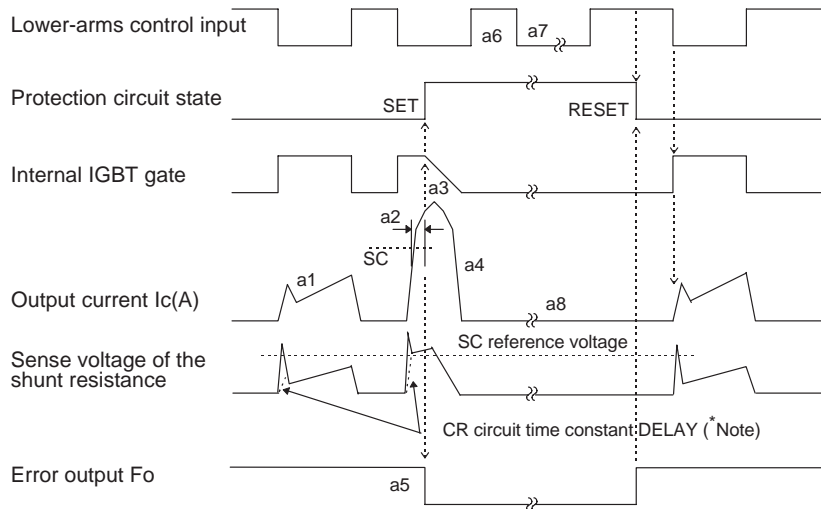 Lower-arms control input
a6
a7
Protection circuit state
SET
RESET
Internal IGBT gate
a3
a2
SC
a4
a1
a8
Output current Ic(A)
SC reference voltage
Sense voltage of the
shunt resistance
CR circuit time constant DELAY (*Note)
Error output Fo
a5